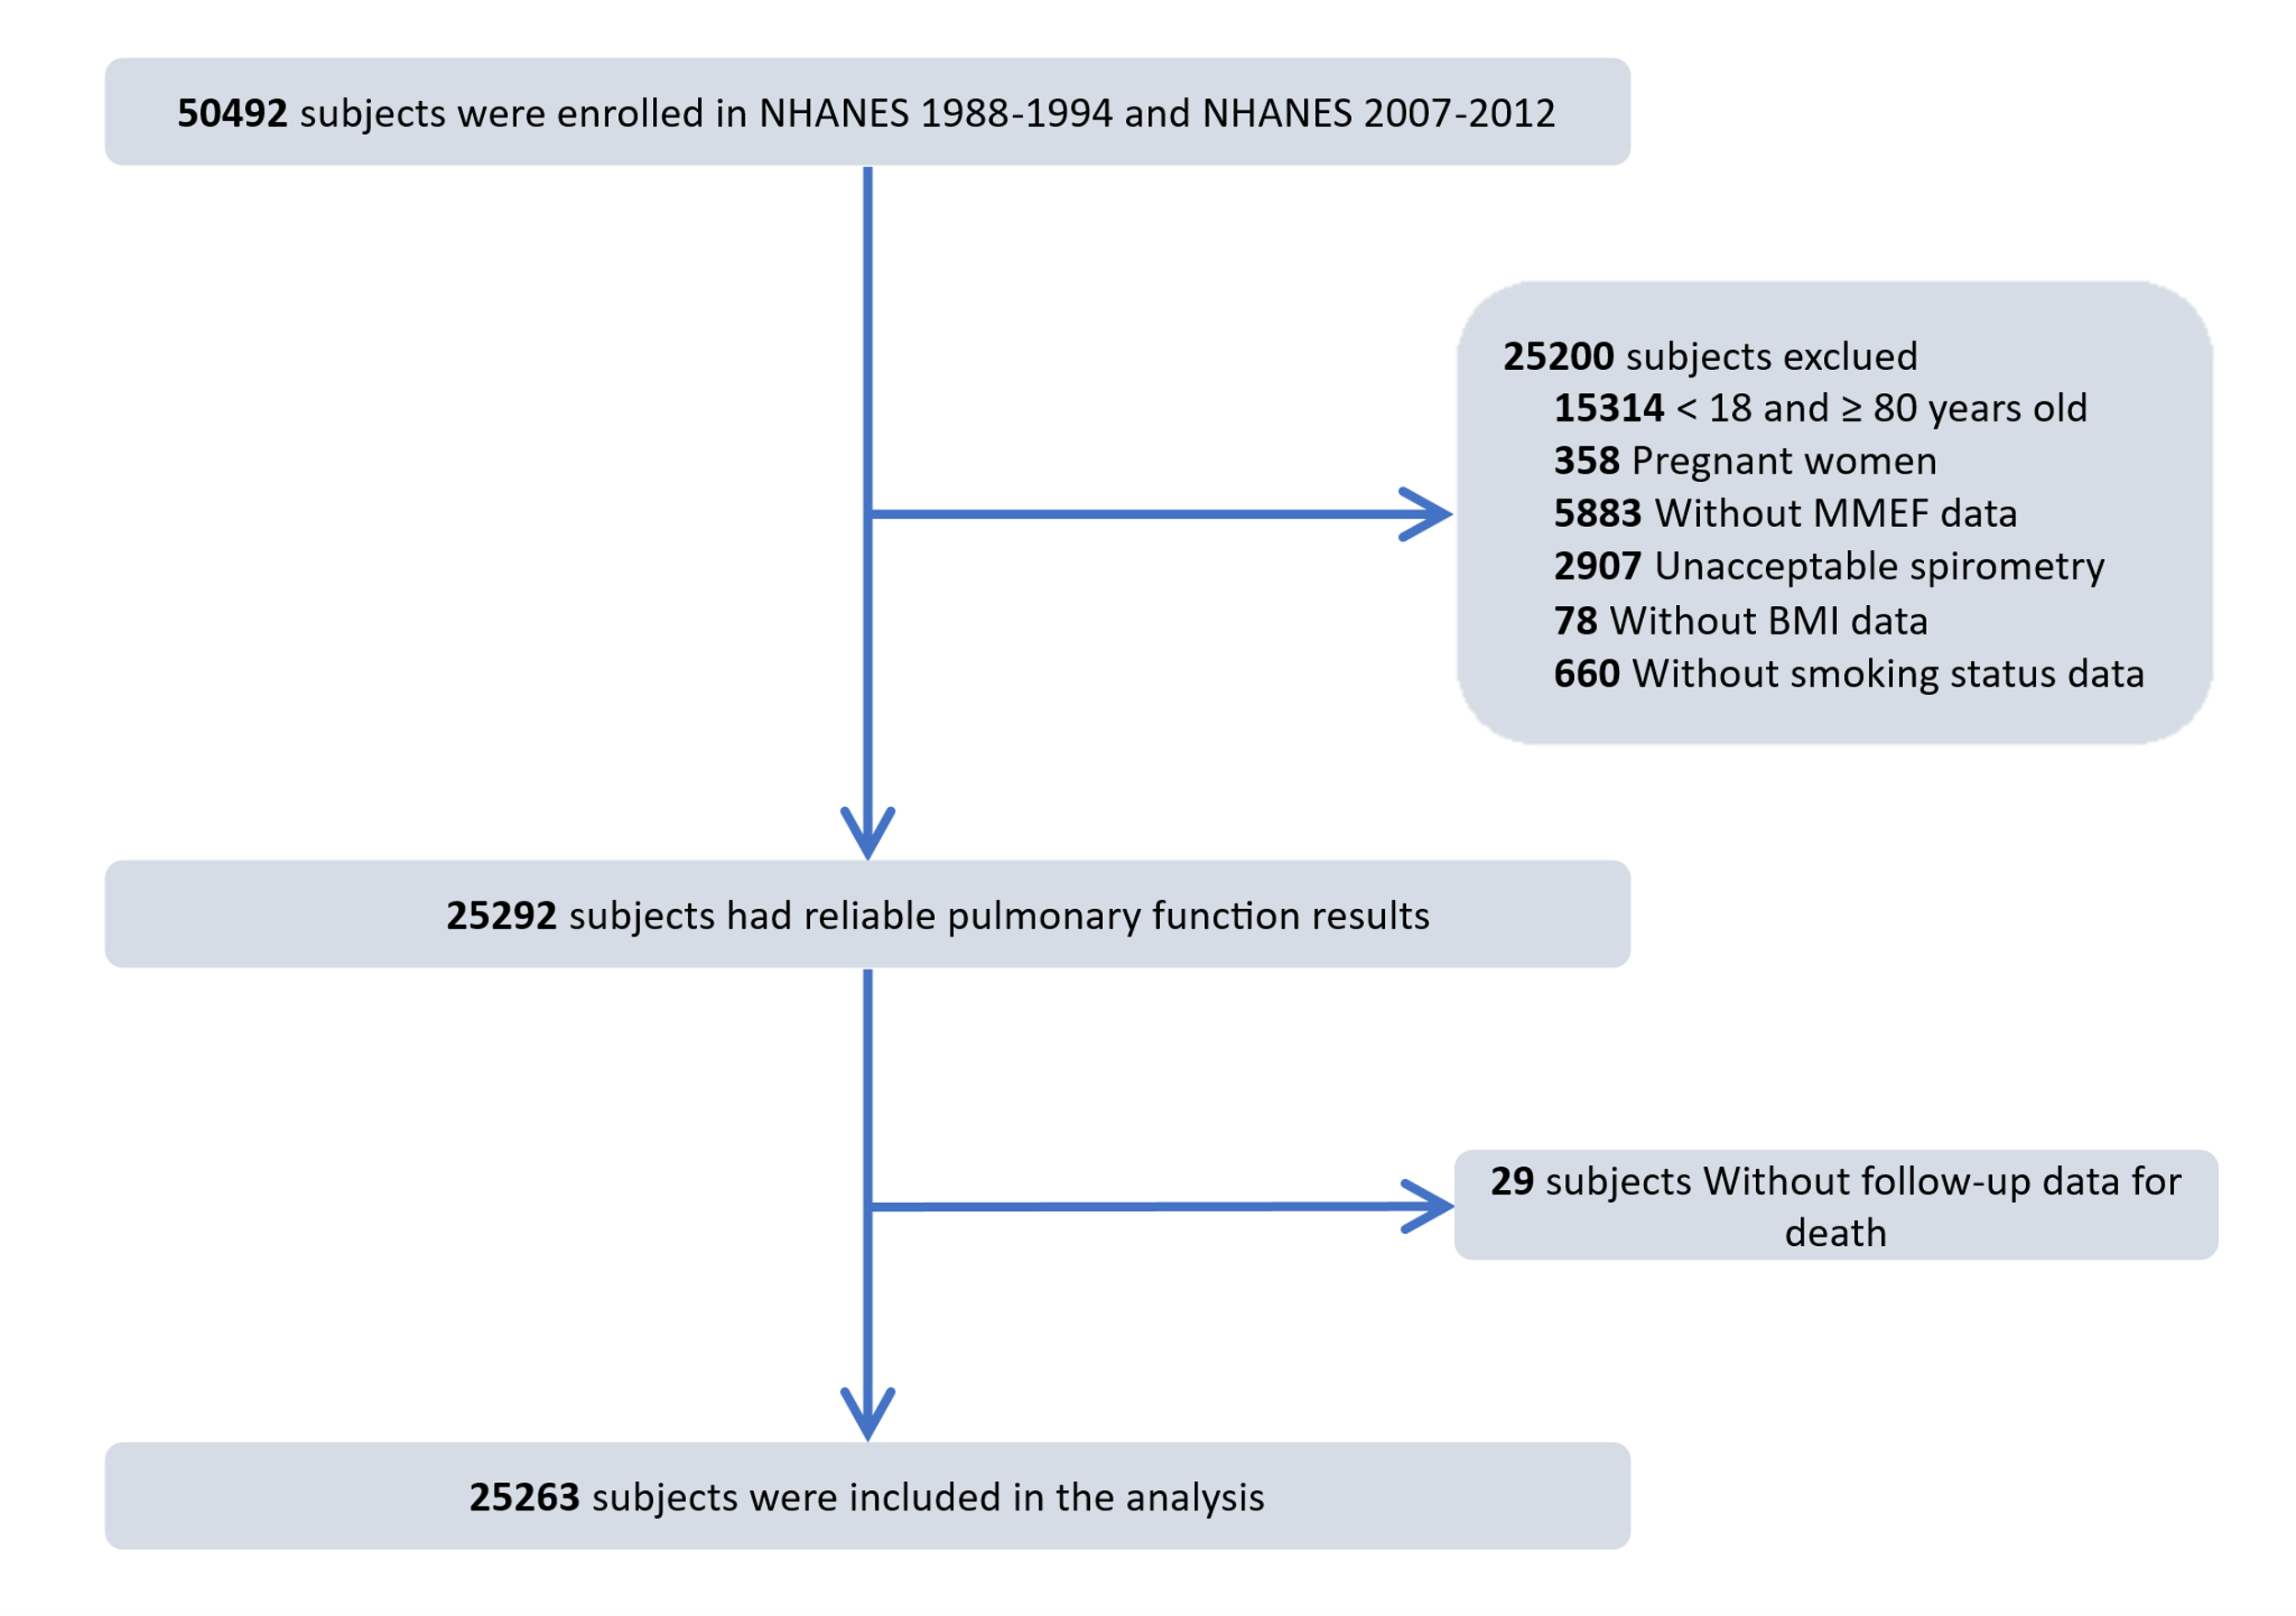 50492 subjects were enrolled in NHANES 1988-1994 and NHANES 2007-2012
25200 subjects exclued
15314 < 18 and ≥ 80 years old
358 Pregnant women
5883 Without MMEF data
2907 Unacceptable spirometry
78 Without BMI data
660 Without smoking status data
25292 subjects had reliable pulmonary function results
29 subjects Without follow-up data for
death
25263 subjects were included in the analysis